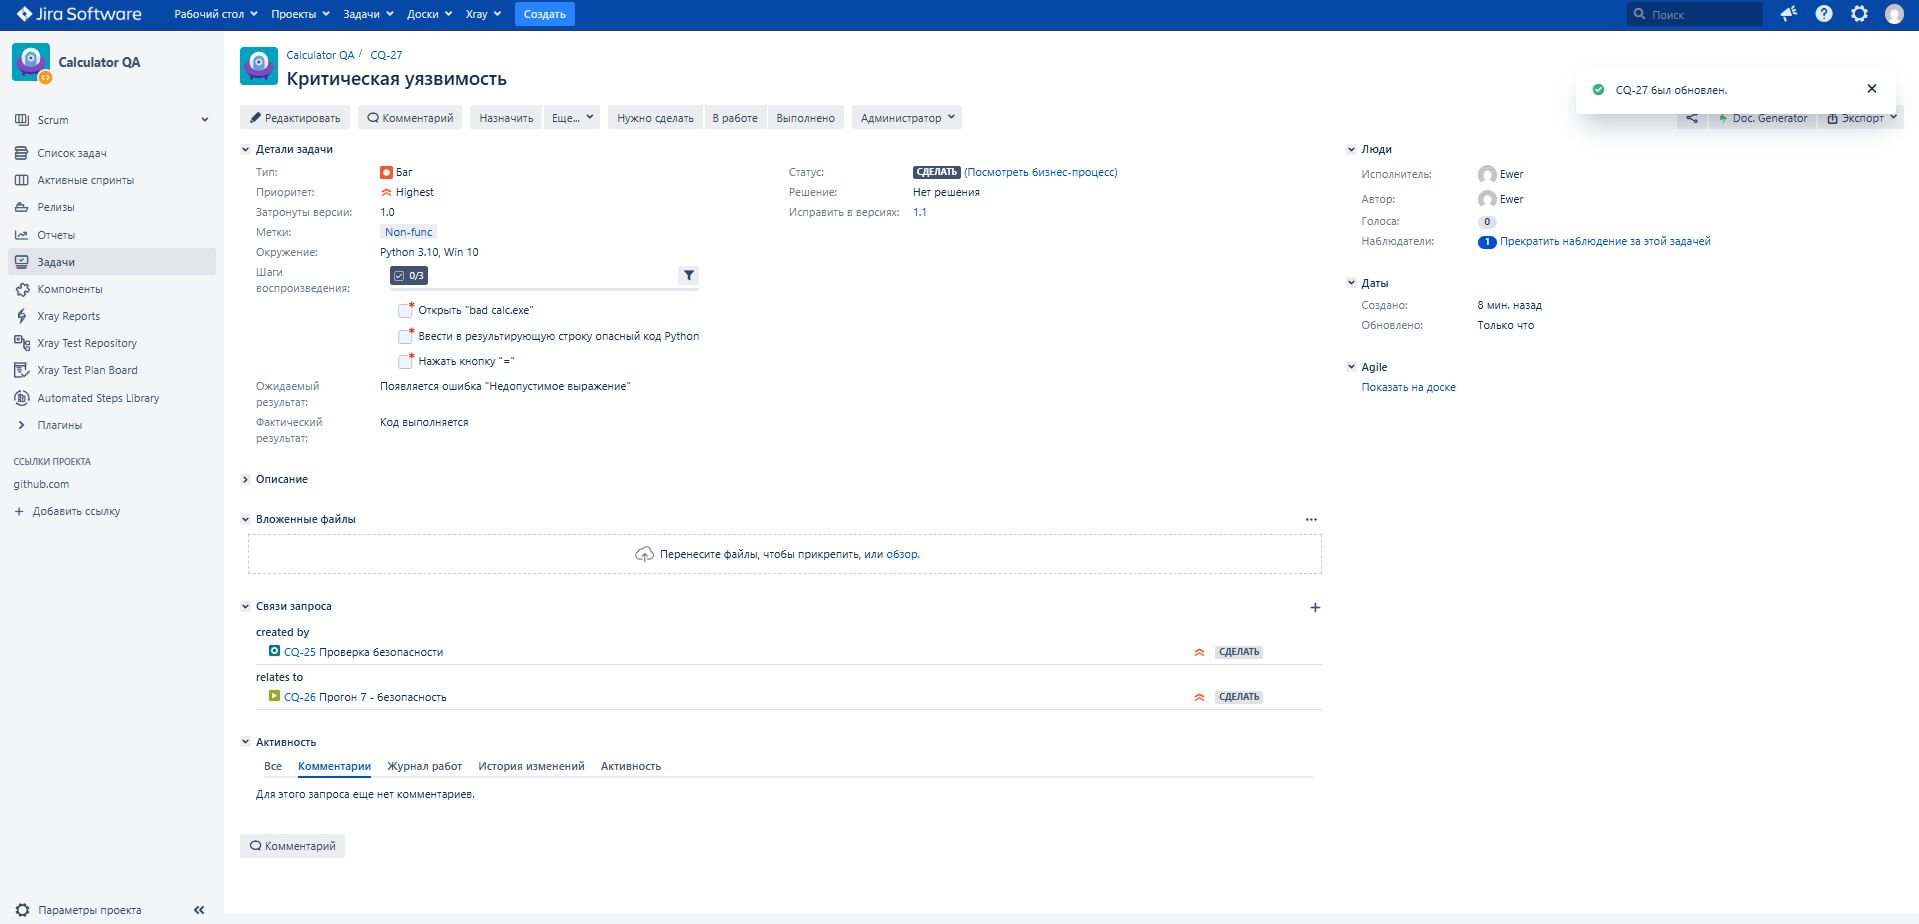 Jira Software
Рабочий стол
Проекты
Задачи
Доски
Xray
Создать
Поиск
Calculator QA
Scrum
Список задач
Активные спринты
Релизы
Отчеты
Задачи
Компоненты
Xray Reports
Xray Test Repository
Xray Test Plan Board
Automated Steps Library
Плагины
ССЫЛКИ ПРОЕКТА
github.com
Добавить ссылку
Параметры проекта
Calculator QA / CQ-27
Критическая уязвимость
CQ-27 был обновлен.
Редактировать
Комментарий
Назначить
Еще...
Нужно сделать
В работе
Выполнено
Администратор
Doc. Generator
Экспорт
Детали задачи
Тип: Баг
Приоритет: Highest
Затронуты версии: 1.0
Метки: Non-func
Окружение: Python 3.10, Win 10
Статус: СДЕЛАТЬ (Посмотреть бизнес-процесс)
Решение: Нет решения
Исправить в версиях: 1.1
Шаги воспроизведения:
0/3
Открыть "bad calc.exe"
Ввести в результирующую строку опасный код Python
Нажать кнопку "="
Ожидаемый результат: Появляется ошибка "Недопустимое выражение"
Фактический результат: Код выполняется
Описание
Вложенные файлы
Перенесите файлы, чтобы прикрепить, или обзор.
Связи запроса
created by
CQ-25 Проверка безопасности СДЕЛАТЬ
relates to
CQ-26 Прогон 7 - безопасность СДЕЛАТЬ
Активность
Все
Комментарии
Журнал работ
История изменений
Активность
Для этого запроса еще нет комментариев.
Комментарий
Люди
Исполнитель: Ewer
Автор: Ewer
Голоса: 0
Наблюдатели: 1 Прекратить наблюдение за этой задачей
Даты
Создано: 8 мин. назад
Обновлено: Только что
Agile
Показать на доске